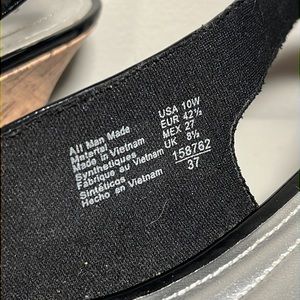 All Man Made
Material
Made in Vietnam
Synthetiques
Fabriqué au Vietnam
Sintéticos
Hecho en Vietnam
USA 10W
EUR 42½
MEX 27
UK 8½
158762
37